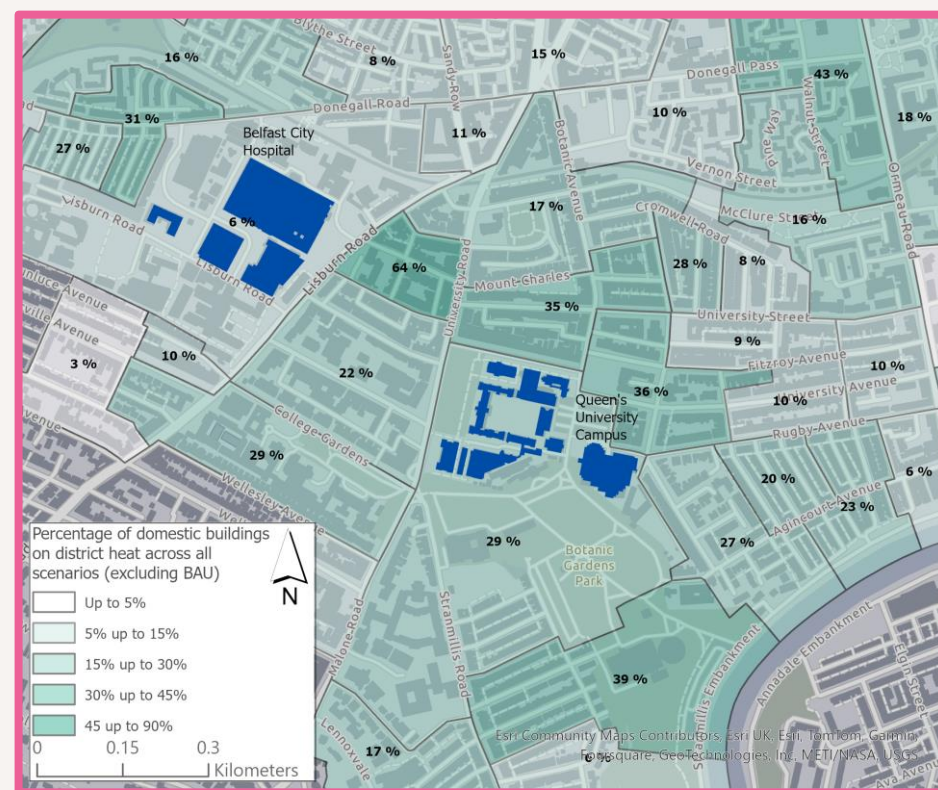 Blythe Street
16 %
8 %
Sandy Row
15 %
Donegall Pass
43 %
Donegall Road
31 %
11 %
Botanic Avenue
10 %
Walnut Street
18 %
Belfast City
Hospital
27 %
Maryville
Vernon Street
Ormeau Road
Lisburn Road
6 %
17 %
Cromwell Road
McClure Street
16 %
Lisburn Road
Lisburn Road
64 %
University Road
Mount Charles
28 %
8 %
35 %
University Street
Avenue
Avenue
3 %
10 %
22 %
9 %
Fitzroy Avenue
10 %
36 %
University Avenue
10 %
Queen's
University
Campus
Rugby Avenue
College Gardens
29 %
6 %
20 %
Agincourt Avenue
23 %
Wellesley Avenue
27 %
29 %
Botanic
Gardens
Park
Percentage of domestic buildings
on district heat across all
scenarios (excluding BAU)
Up to 5%
5% up to 15%
15% up to 30%
30% up to 45%
45 up to 90%
N
0
0.15
0.3
Kilometers
Malone Road
Stranmillis Road
Stranmillis Embankment
Annadale Embankment
Elgin Street
39 %
17 %
Lennoxvale
Ava Avenue
Esri Community Maps Contributors, Esri UK, Esri, TomTom, Garmin,
Foursquare, GeoTechnologies, Inc, METI/NASA, USGS